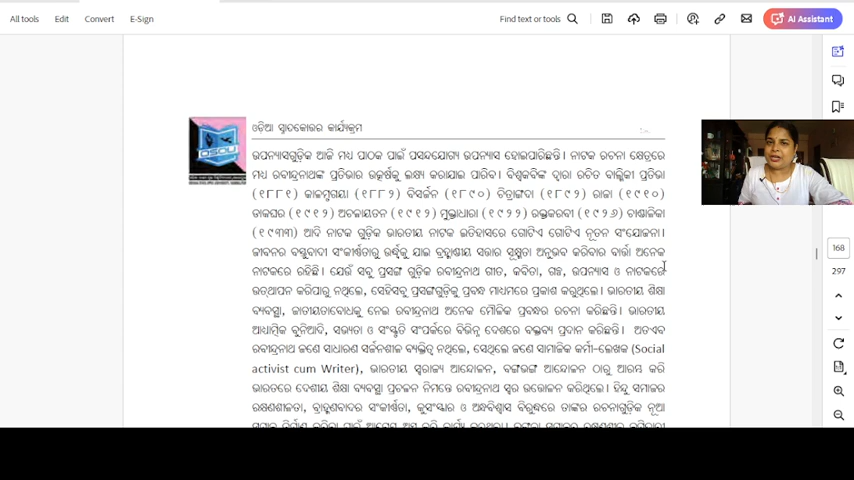 All tools Edit Convert E-Sign Find text or tools AI Assistant
ଓଡ଼ିଆ ସ୍ନାତକୋତ୍ତର କାର୍ଯ୍ୟକ୍ରମ
OSOU
ଉପନ୍ୟାସଗୁଡ଼ିକ ଆଜି ମଧ୍ୟ ପାଠକ ପାଇଁ ପସନ୍ଦଯୋଗ୍ୟ ଉପନ୍ୟାସ ହୋଇପାରିଛନ୍ତି। ନାଟକ ରଚନା କ୍ଷେତ୍ରରେ
ମଧ୍ୟ ରବୀନ୍ଦ୍ରନାଥଙ୍କ ପ୍ରତିଭାର ଉତ୍କର୍ଷକୁ ଲକ୍ଷ୍ୟ କରାଯାଇ ପାରିବ। ବିଶ୍ୱକବିଙ୍କ ଦ୍ୱାରା ରଚିତ ବାଲ୍ମିକୀ ପ୍ରତିଭା
(୧୮୮୧) କାଳମୃଗୟା (୧୮୮୨) ବିସର୍ଜନ (୧୮୯୦) ଚିତ୍ରାଙ୍ଗଦା (୧୮୯୨) ରାଜା (୧୯୧୦)
ଡାକଘର (୧୯୧୨) ଅଚଳାୟତନ (୧୯୧୨) ମୁକ୍ତଧାରା (୧୯୨୨) ରକ୍ତକରବୀ (୧୯୨୬) ଚାଣ୍ଡାଳିକା
(୧୯୩୩) ଆଦି ନାଟକ ଗୁଡ଼ିକ ଭାରତୀୟ ନାଟକ ଇତିହାସରେ ଗୋଟିଏ ଗୋଟିଏ ନୂତନ ସଂଯୋଜନା।
ଜୀବନର ବସ୍ତୁବାଦୀ ସଂକୀର୍ଣ୍ଣତାରୁ ଉର୍ଦ୍ଧ୍ୱକୁ ଯାଇ ବ୍ରହ୍ମାଣ୍ଡୀୟ ସତ୍ତାର ସୂକ୍ଷ୍ମତା ଅନୁଭବ କରିବାର ବାର୍ତ୍ତା ଅନେକ
ନାଟକରେ ରହିଛି। ଯେଉଁ ସବୁ ପ୍ରସଙ୍ଗ ଗୁଡ଼ିକ ରବୀନ୍ଦ୍ରନାଥ ଗୀତ, କବିତା, ଗଳ୍ପ, ଉପନ୍ୟାସ ଓ ନାଟକରେ
ଉତ୍‌ଥାପନ କରିପାରୁ ନଥିଲେ, ସେହିସବୁ ପ୍ରସଙ୍ଗଗୁଡ଼ିକୁ ପ୍ରବନ୍ଧ ମାଧ୍ୟମରେ ପ୍ରକାଶ କରୁଥିଲେ। ଭାରତୀୟ ଶିକ୍ଷା
ବ୍ୟବସ୍ଥା, ଜାତୀୟତାବୋଧକୁ ନେଇ ରବୀନ୍ଦ୍ରନାଥ ଅନେକ ମୌଳିକ ପ୍ରବନ୍ଧର ରଚନା କରିଛନ୍ତି। ଭାରତୀୟ
ଆଧ୍ୟାତ୍ମିକ ବୁନିଆଦି, ସଭ୍ୟତା ଓ ସଂସ୍କୃତି ସଂପର୍କରେ ବିଭିନ୍ନ ଦେଶରେ ବକ୍ତବ୍ୟ ପ୍ରଦାନ କରିଛନ୍ତି। ଅତଏବ
ରବୀନ୍ଦ୍ରନାଥ ଜଣେ ସାଧାରଣ ସର୍ଜନଶୀଳ ବ୍ୟକ୍ତିତ୍ୱ ନଥିଲେ, ସେଥିଲେ ଜଣେ ସାମାଜିକ କର୍ମୀ-ଲେଖକ (Social
activist cum Writer), ଭାରତୀୟ ସ୍ୱରାଜ୍ୟ ଆନ୍ଦୋଳନ, ବଙ୍ଗଭଙ୍ଗ ଆନ୍ଦୋଳନ ଠାରୁ ଆରମ୍ଭ କରି
ଭାରତରେ ଦେଶୀୟ ଶିକ୍ଷା ବ୍ୟବସ୍ଥା ପ୍ରଚଳନ ନିମନ୍ତେ ରବୀନ୍ଦ୍ରନାଥ ସ୍ୱର ଉତ୍ତୋଳନ କରିଥିଲେ। ହିନ୍ଦୁ ସମାଜର
ରକ୍ଷଣଶୀଳତା, ବ୍ରାହ୍ମଣବାଦର ସଂକୀର୍ଣ୍ଣତା, କୁସଂସ୍କାର ଓ ଅନ୍ଧବିଶ୍ୱାସ ବିରୁଦ୍ଧରେ ତାଙ୍କର ରଚନାଗୁଡ଼ିକ ନୂଆ
168
297